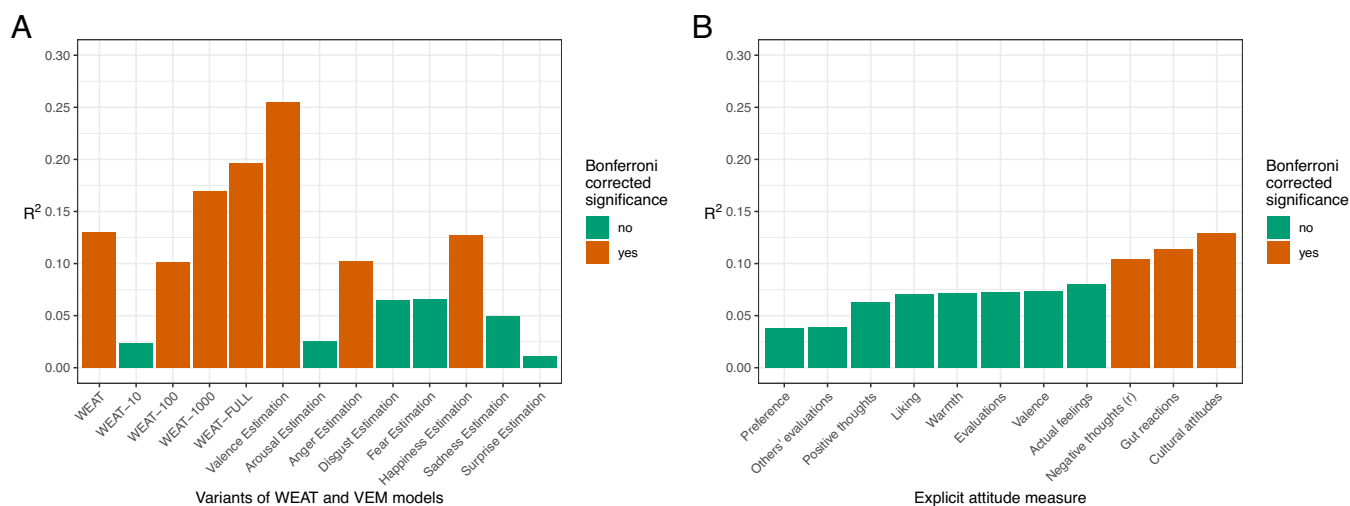 A
R²
0.30
0.25
0.20
0.15
0.10
0.05
0.00
WEAT
WEAT−10
WEAT−100
WEAT−1000
WEAT−FULL
Valence Estimation
Arousal Estimation
Anger Estimation
Disgust Estimation
Fear Estimation
Happiness Estimation
Sadness Estimation
Surprise Estimation
Variants of WEAT and VEM models
Bonferroni
corrected
significance
no
yes
B
R²
0.30
0.25
0.20
0.15
0.10
0.05
0.00
Preference
Others' evaluations
Positive thoughts
Liking
Warmth
Evaluations
Valence
Actual feelings
Negative thoughts (r)
Gut reactions
Cultural attitudes
Explicit attitude measure
Bonferroni
corrected
significance
no
yes